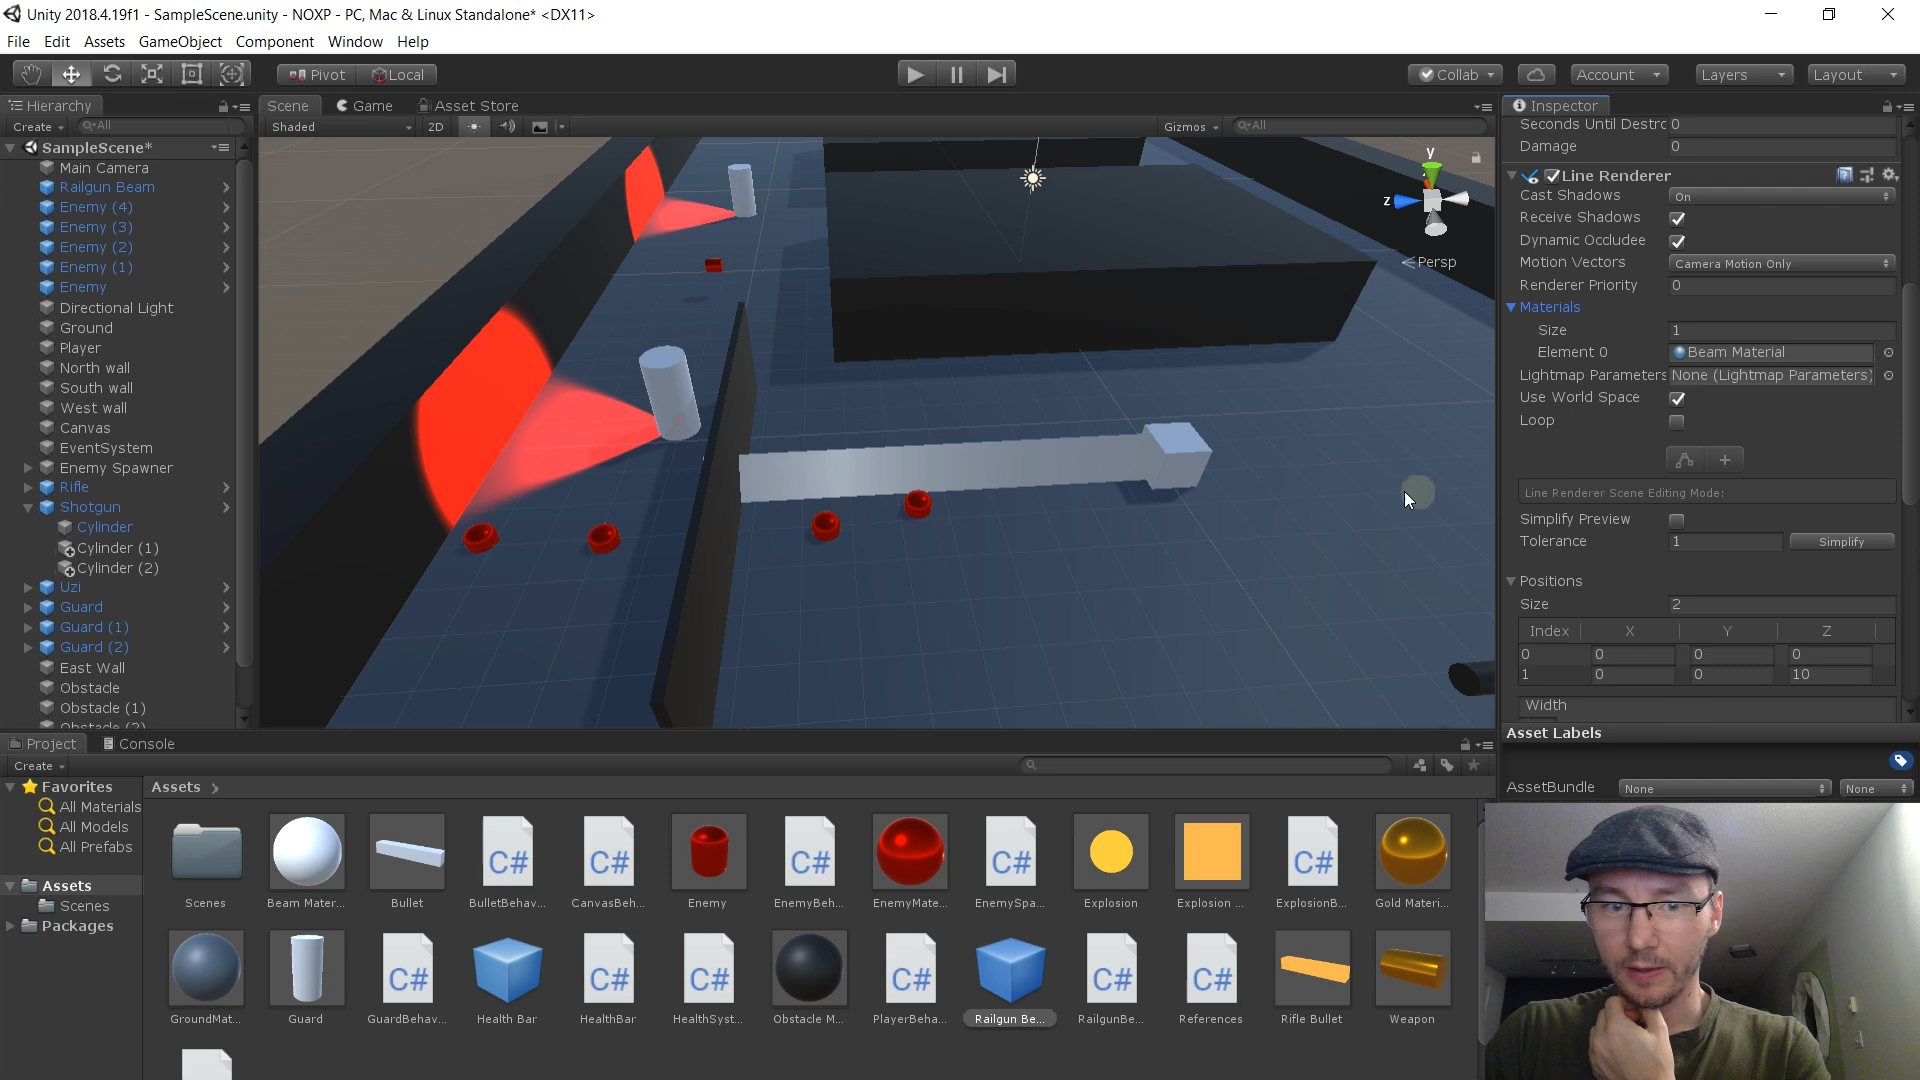 Unity 2018.4.19f1 - SampleScene.unity - NOXP - PC, Mac & Linux Standalone* <DX11>
File Edit Assets GameObject Component Window Help
Pivot Local Collab Account Layers Layout
Hierarchy Scene Game Asset Store Inspector
Create All Shaded 2D Gizmos All
SampleScene*
Main Camera
Railgun Beam
Enemy (4)
Enemy (3)
Enemy (2)
Enemy (1)
Enemy
Directional Light
Ground
Player
North wall
South wall
West wall
Canvas
EventSystem
Enemy Spawner
Rifle
Shotgun
Cylinder
Cylinder (1)
Cylinder (2)
Uzi
Guard
Guard (1)
Guard (2)
East Wall
Obstacle
Obstacle (1)
Obstacle (2)
y
z
Persp
Seconds Until Destrc 0
Damage 0
Line Renderer
Cast Shadows On
Receive Shadows
Dynamic Occludee
Motion Vectors Camera Motion Only
Renderer Priority 0
Materials
Size 1
Element 0 Beam Material
Lightmap Parameters None (Lightmap Parameters)
Use World Space
Loop
Line Renderer Scene Editing Mode:
Simplify Preview
Tolerance 1 Simplify
Positions
Size 2
Index X Y Z
0 0 0 0
1 0 0 10
Width
Asset Labels
AssetBundle None None
Project Console
Create
Favorites
All Materials
All Models
All Prefabs
Assets
Scenes
Packages
Assets
Scenes Beam Mater... Bullet BulletBehav... CanvasBeh... Enemy EnemyBeh... EnemyMate... EnemySpa... Explosion Explosion ... ExplosionB... Gold Materi...
C# C# C# C# C#
GroundMat... Guard GuardBehav... Health Bar HealthBar HealthSyst... Obstacle M... PlayerBeha... Railgun Be... RailgunBe... References Rifle Bullet Weapon
C# C# C# C# C# C#